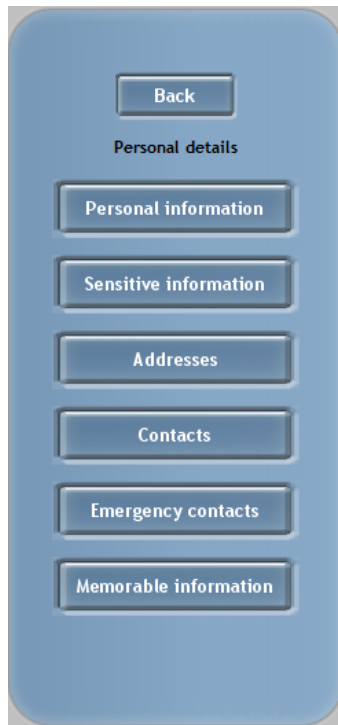 Back
Personal details
Personal information
Sensitive information
Addresses
Contacts
Emergency contacts
Memorable information